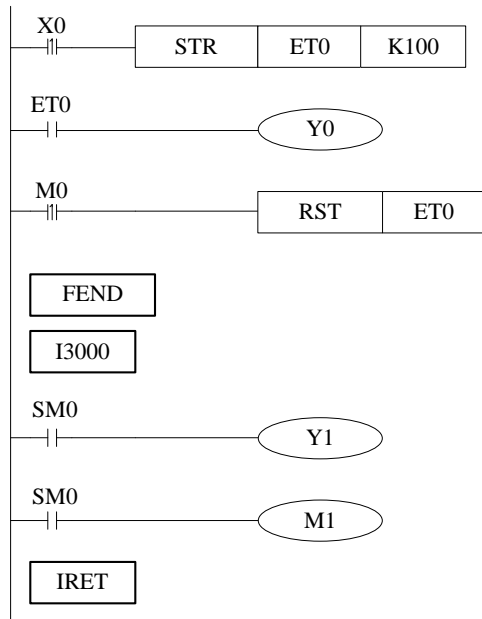 X0
STR ET0 K100
ET0
Y0
M0
RST ET0
FEND
I3000
SM0
Y1
SM0
M1
IRET